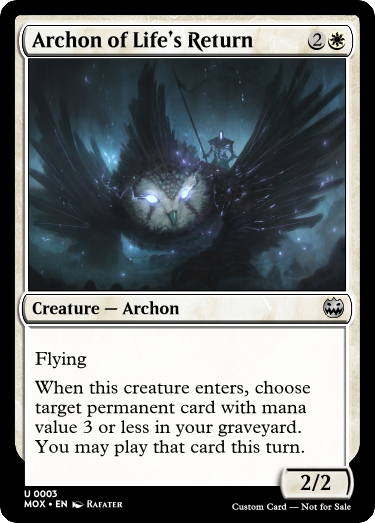 Archon of Life's Return 2
Creature — Archon
Flying
When this creature enters, choose
target permanent card with mana
value 3 or less in your graveyard.
You may play that card this turn.
2/2
U 0003
MOX • EN Rafater
Custom Card — Not for Sale